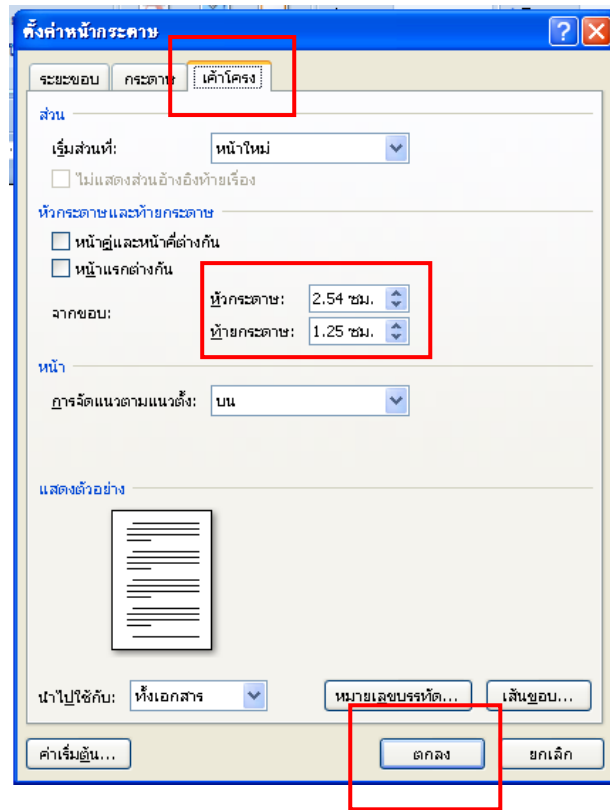 ตั้งค่าหน้ากระดาษ
ระยะขอบ กระดาษ เค้าโครง
ส่วน
เริ่มส่วนที่: หน้าใหม่
ไม่แสดงส่วนอ้างอิงท้ายเรื่อง
หัวกระดาษและท้ายกระดาษ
หน้าคู่และหน้าคี่ต่างกัน
หน้าแรกต่างกัน
จากขอบ:
หัวกระดาษ: 2.54 ซม.
ท้ายกระดาษ: 1.25 ซม.
หน้า
การจัดแนวตามแนวตั้ง: บน
แสดงตัวอย่าง
นำไปใช้กับ: ทั้งเอกสาร หมายเลขบรรทัด... เส้นขอบ...
ค่าเริ่มต้น... ตกลง ยกเลิก